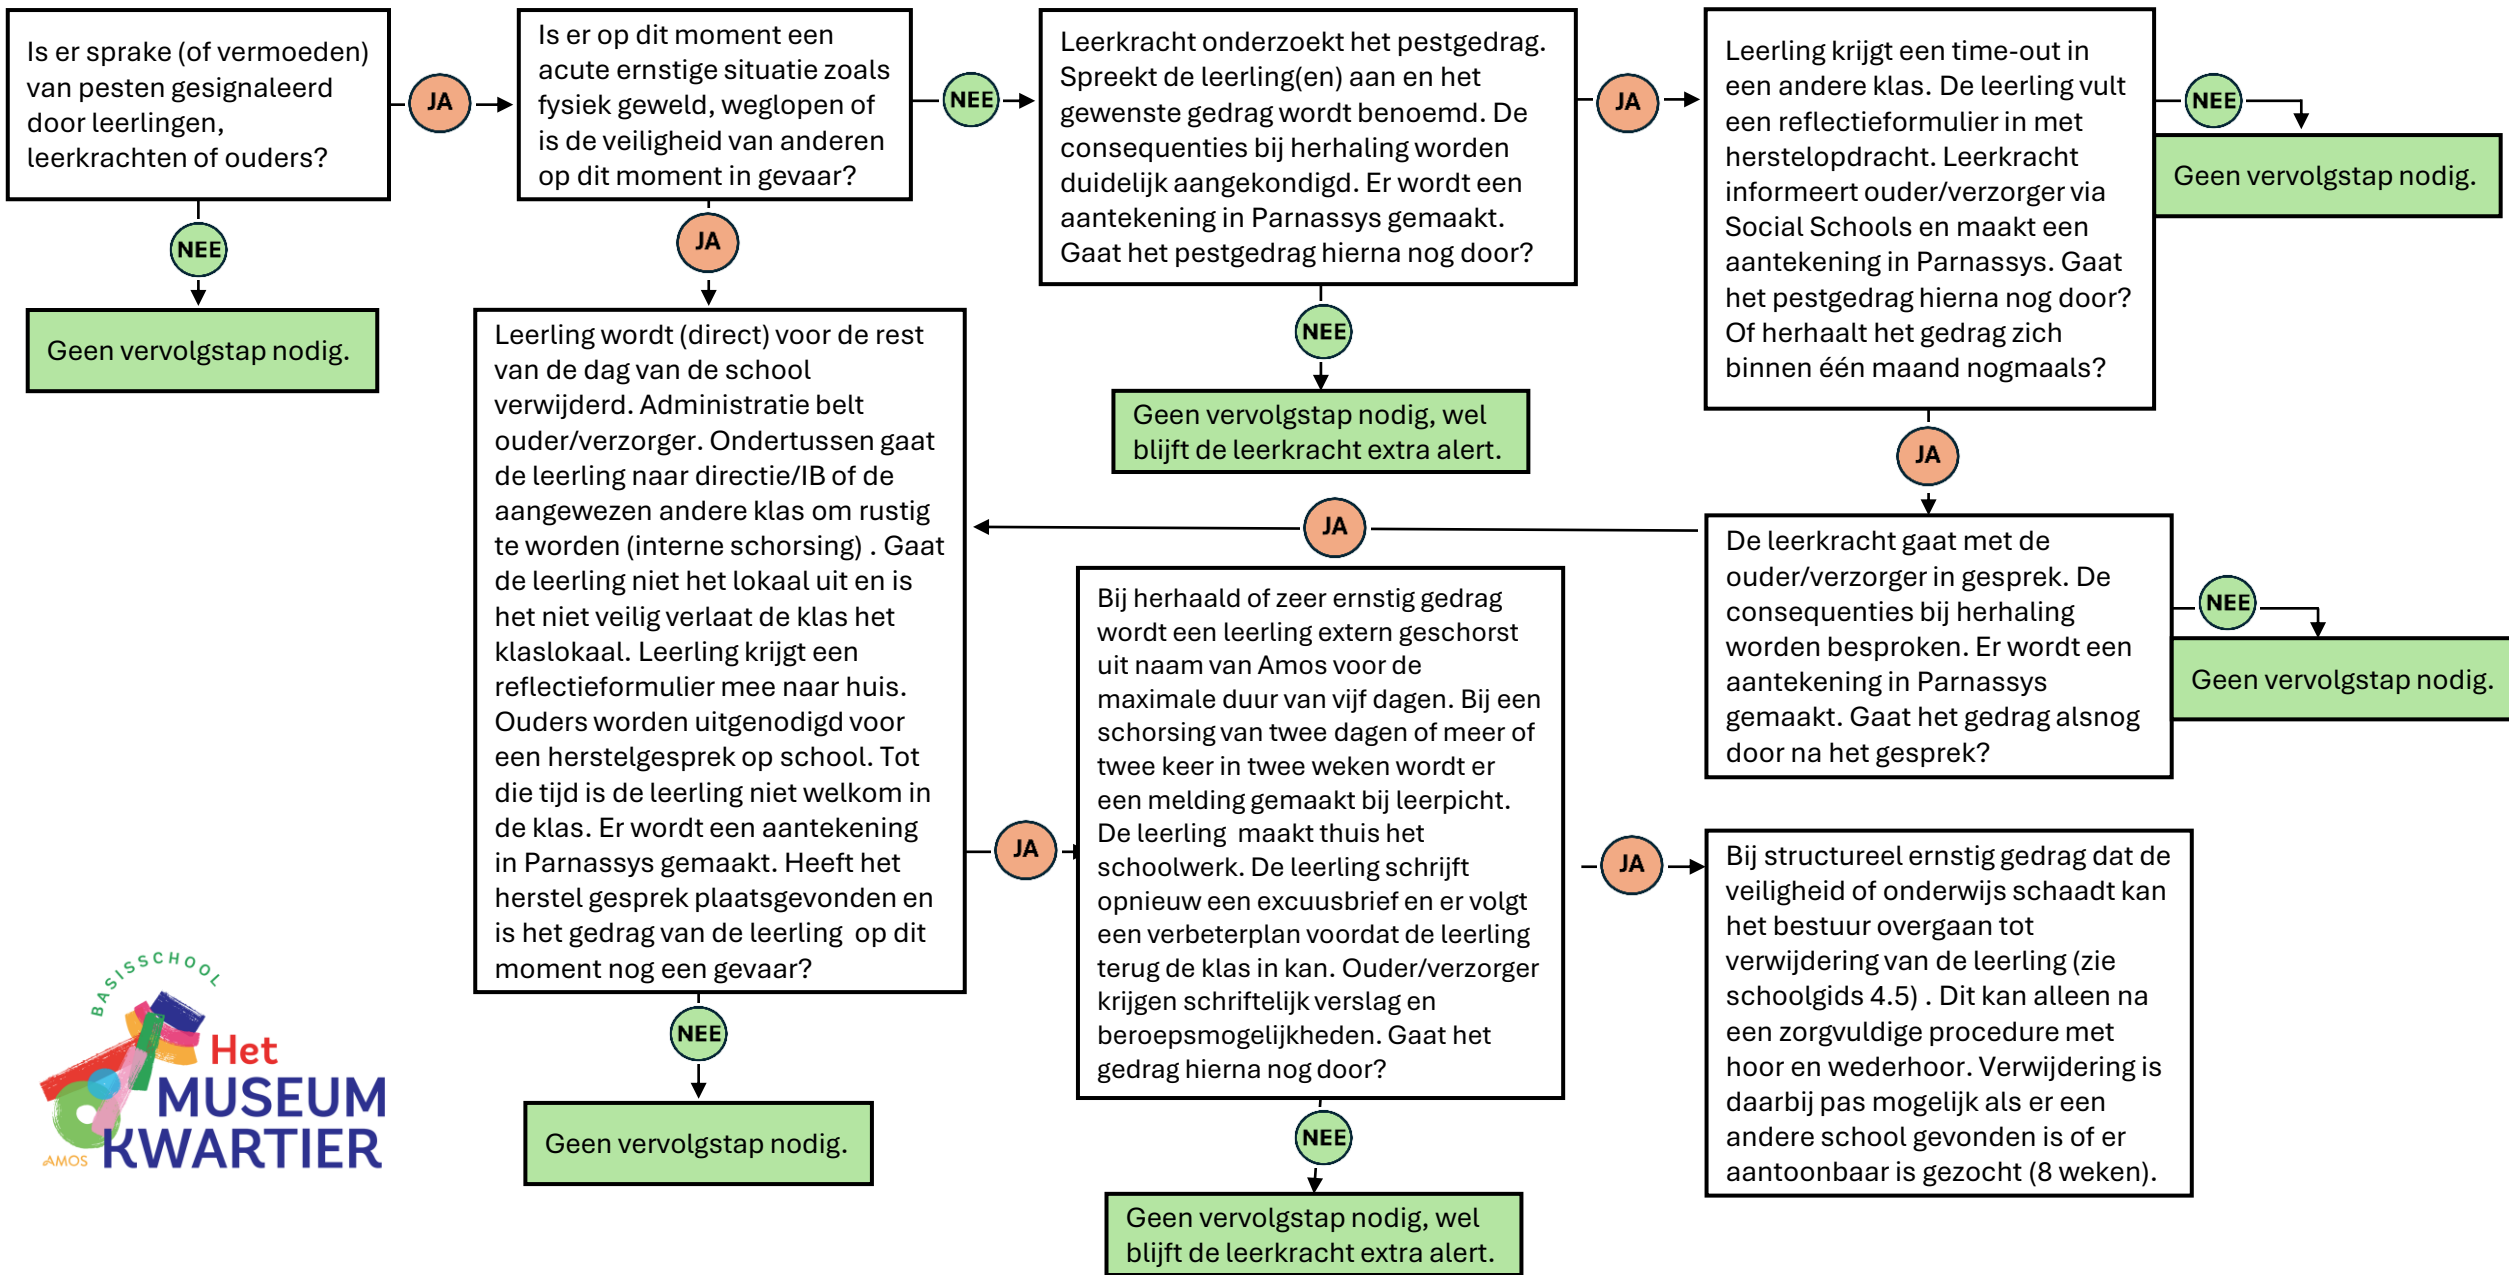 Is er sprake (of vermoeden)
van pesten gesignaleerd
door leerlingen,
leerkrachten of ouders?
JA
NEE
Geen vervolgstap nodig.
Is er op dit moment een
acute ernstige situatie zoals
fysiek geweld, weglopen of
is de veiligheid van anderen
op dit moment in gevaar?
NEE
JA
Leerkracht onderzoekt het pestgedrag.
Spreekt de leerling(en) aan en het
gewenste gedrag wordt benoemd. De
consequenties bij herhaling worden
duidelijk aangekondigd. Er wordt een
aantekening in Parnassys gemaakt.
Gaat het pestgedrag hierna nog door?
JA
NEE
Geen vervolgstap nodig, wel
blijft de leerkracht extra alert.
Leerling krijgt een time-out in
een andere klas. De leerling vult
een reflectieformulier in met
herstelopdracht. Leerkracht
informeert ouder/verzorger via
Social Schools en maakt een
aantekening in Parnassys. Gaat
het pestgedrag hierna nog door?
Of herhaalt het gedrag zich
binnen één maand nogmaals?
NEE
Geen vervolgstap nodig.
JA
De leerkracht gaat met de
ouder/verzorger in gesprek. De
consequenties bij herhaling
worden besproken. Er wordt een
aantekening in Parnassys
gemaakt. Gaat het gedrag alsnog
door na het gesprek?
NEE
Geen vervolgstap nodig.
JA
Leerling wordt (direct) voor de rest
van de dag van de school
verwijderd. Administratie belt
ouder/verzorger. Ondertussen gaat
de leerling naar directie/IB of de
aangewezen andere klas om rustig
te worden (interne schorsing) . Gaat
de leerling niet het lokaal uit en is
het niet veilig verlaat de klas het
klaslokaal. Leerling krijgt een
reflectieformulier mee naar huis.
Ouders worden uitgenodigd voor
een herstelgesprek op school. Tot
die tijd is de leerling niet welkom in
de klas. Er wordt een aantekening
in Parnassys gemaakt. Heeft het
herstel gesprek plaatsgevonden en
is het gedrag van de leerling  op dit
moment nog een gevaar?
JA
NEE
Geen vervolgstap nodig.
Bij herhaald of zeer ernstig gedrag
wordt een leerling extern geschorst
uit naam van Amos voor de
maximale duur van vijf dagen. Bij een
schorsing van twee dagen of meer of
twee keer in twee weken wordt er
een melding gemaakt bij leerpicht.
De leerling  maakt thuis het
schoolwerk. De leerling schrijft
opnieuw een excuusbrief en er volgt
een verbeterplan voordat de leerling
terug de klas in kan. Ouder/verzorger
krijgen schriftelijk verslag en
beroepsmogelijkheden. Gaat het
gedrag hierna nog door?
JA
NEE
Geen vervolgstap nodig, wel
blijft de leerkracht extra alert.
Bij structureel ernstig gedrag dat de
veiligheid of onderwijs schaadt kan
het bestuur overgaan tot
verwijdering van de leerling (zie
schoolgids 4.5) . Dit kan alleen na
een zorgvuldige procedure met
hoor en wederhoor. Verwijdering is
daarbij pas mogelijk als er een
andere school gevonden is of er
aantoonbaar is gezocht (8 weken).
BASISSCHOOL
Het
MUSEUM
KWARTIER
AMOS